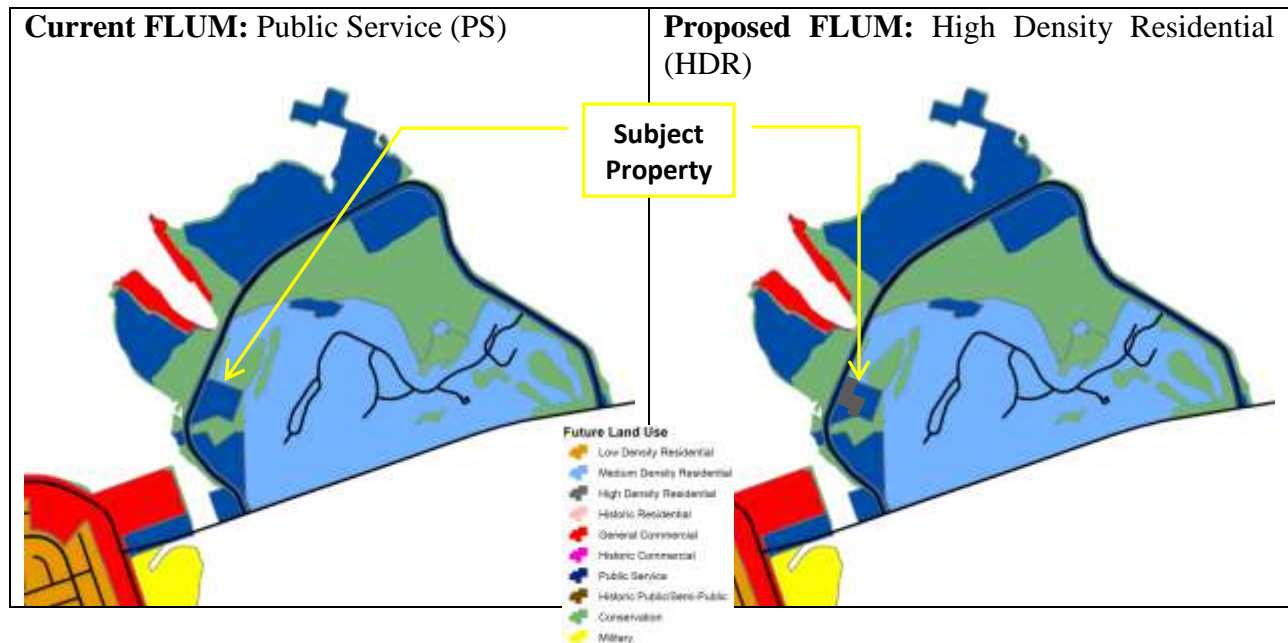 Current FLUM: Public Service (PS)
Proposed FLUM: High Density Residential
(HDR)
Subject
Property
Future Land Use
Low Density Residential
Medium Density Residential
High Density Residential
Historic Residential
General Commercial
Historic Commercial
Public Service
Historic Public/Semi-Public
Conservation
Military